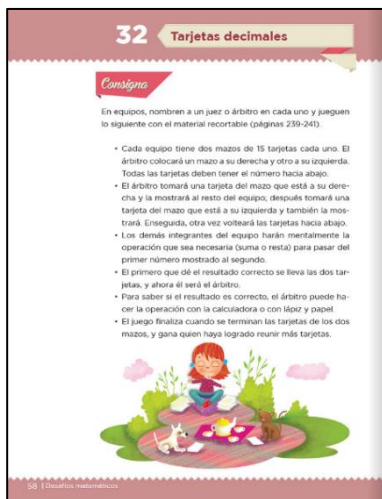 32 Tarjetas decimales
Consigna
En equipos, nombren a un juez o árbitro en cada uno y jueguen
lo siguiente con el material recortable (páginas 239-241).
• Cada equipo tiene dos mazos de 15 tarjetas cada uno. El
árbitro colocará un mazo a su derecha y otro a su izquierda.
Todas las tarjetas deben tener el número hacia abajo.
• El árbitro tomará una tarjeta del mazo que está a su dere-
cha y la mostrará al resto del equipo; después tomará una
tarjeta del mazo que está a su izquierda y también la mos-
trará. Enseguida, otra vez volteará las tarjetas hacia abajo.
• Los demás integrantes del equipo harán mentalmente la
operación que sea necesaria (suma o resta) para pasar del
primer número mostrado al segundo.
• El primero que dé el resultado correcto se lleva las dos tar-
jetas, y ahora él será el árbitro.
• Para saber si el resultado es correcto, el árbitro puede ha-
cer la operación con la calculadora o con lápiz y papel.
• El juego finaliza cuando se terminan las tarjetas de los dos
mazos, y gana quien haya logrado reunir más tarjetas.
58 | Desafíos matemáticos